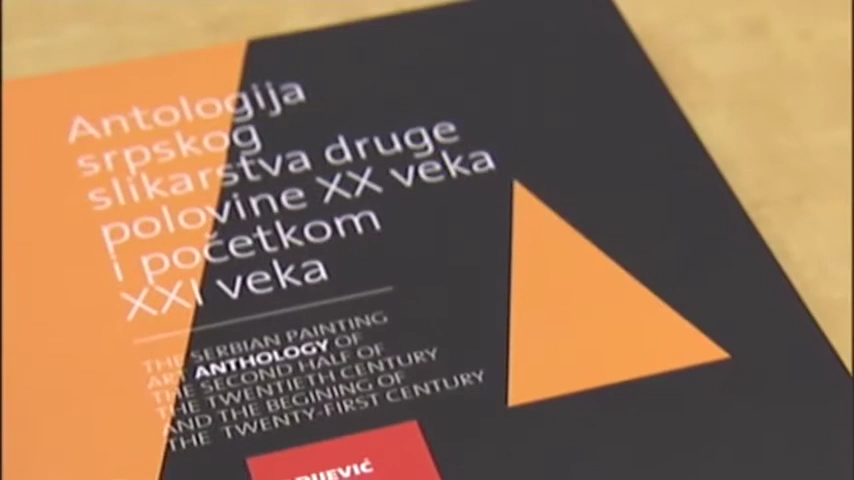 Antologija
srpskog
slikarstva druge
polovine XX veka
i početkom
XXI veka
THE SERBIAN PAINTING
ART ANTHOLOGY OF
THE SECOND HALF OF
THE TWENTIETH CENTURY
AND THE BEGINING OF
THE TWENTY-FIRST CENTURY